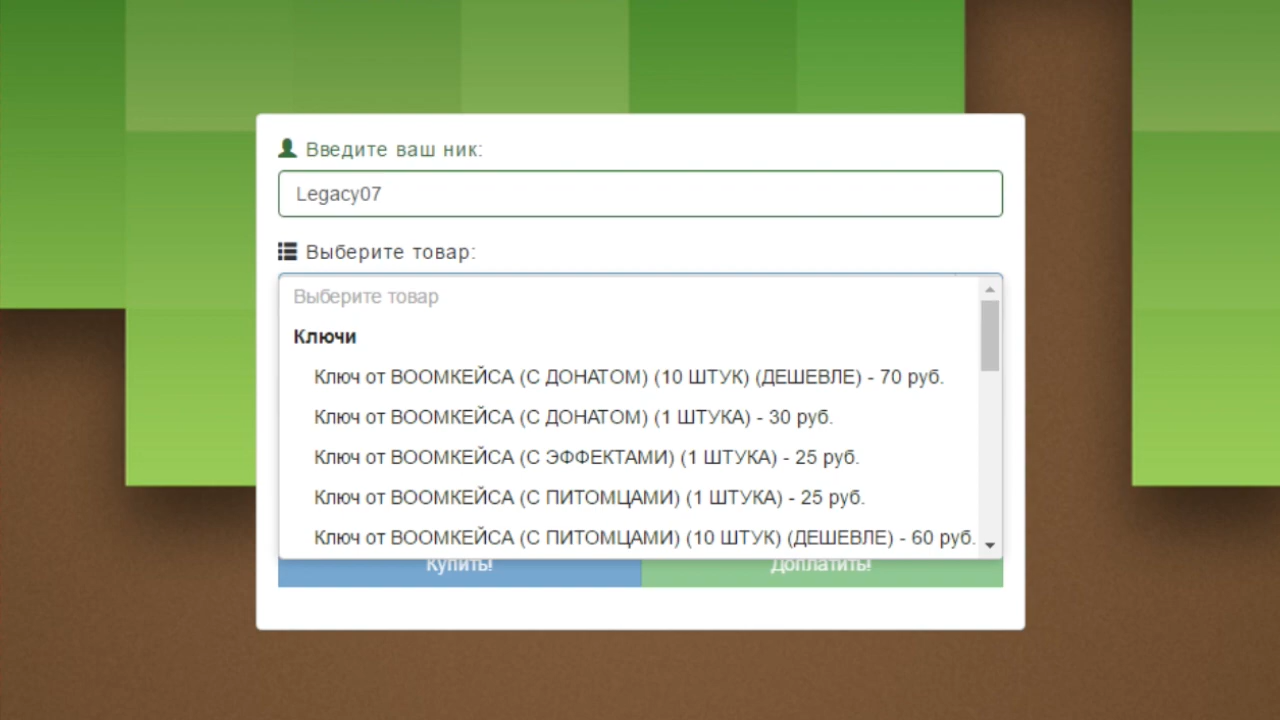 Введите ваш ник:
Legacy07
Выберите товар:
Выберите товар
Ключи
Ключ от BOOMКЕЙСА (С ДОНАТОМ) (10 ШТУК) (ДЕШЕВЛЕ) - 70 руб.
Ключ от BOOMКЕЙСА (С ДОНАТОМ) (1 ШТУКА) - 30 руб.
Ключ от BOOMКЕЙСА (С ЭФФЕКТАМИ) (1 ШТУКА) - 25 руб.
Ключ от BOOMКЕЙСА (С ПИТОМЦАМИ) (1 ШТУКА) - 25 руб.
Ключ от BOOMКЕЙСА (С ПИТОМЦАМИ) (10 ШТУК) (ДЕШЕВЛЕ) - 60 руб.
Купить! Доплатить!